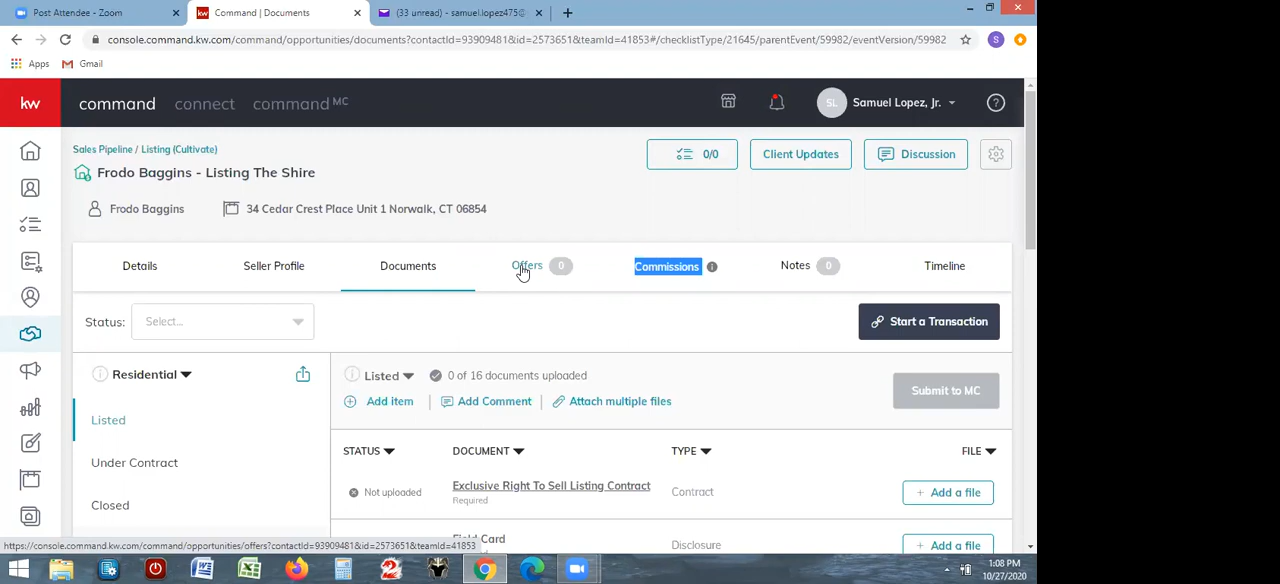 Post Attendee - Zoom
Command | Documents
(33 unread) - samuel.lopez475@
console.command.kw.com/command/opportunities/documents?contactId=93909481&id=2573651&teamId=41853#/checklistType/21645/parentEvent/59982/eventVersion/59982
S
Apps
Gmail
kw
command
connect
command MC
SL
Samuel Lopez, Jr.
Sales Pipeline / Listing (Cultivate)
0/0
Client Updates
Discussion
Frodo Baggins - Listing The Shire
Frodo Baggins
34 Cedar Crest Place Unit 1 Norwalk, CT 06854
Details
Seller Profile
Documents
Offers 0
Commissions
Notes 0
Timeline
Status: Select...
Start a Transaction
Residential
Listed
Under Contract
Closed
Listed
0 of 16 documents uploaded
Submit to MC
Add item | Add Comment | Attach multiple files
STATUS DOCUMENT TYPE FILE
Not uploaded
Exclusive Right To Sell Listing Contract
Required
Contract
+ Add a file
Field Card
Disclosure
+ Add a file
https://console.command.kw.com/command/opportunities/offers?contactId=93909481&id=2573651&teamId=41853
1:08 PM
10/27/2020